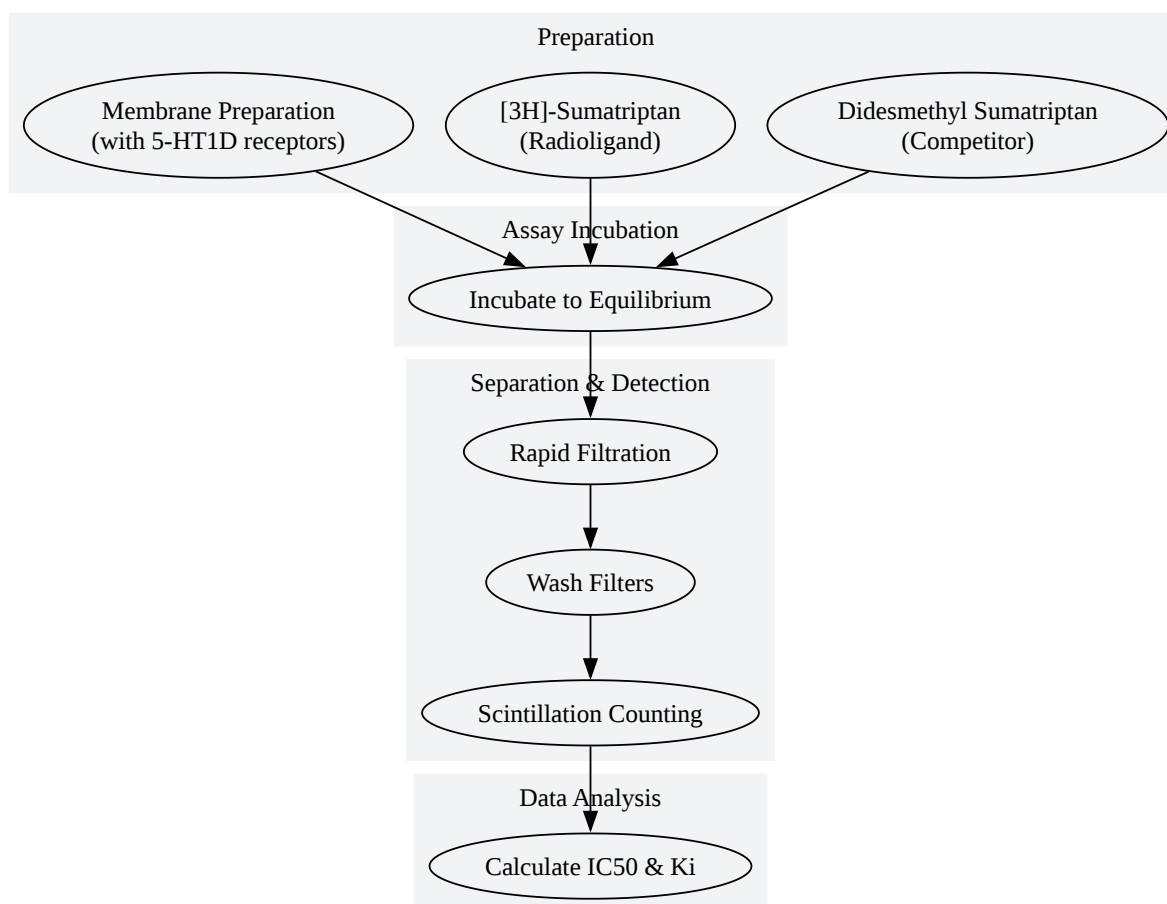 Preparation
Membrane Preparation
(with 5-HT1D receptors)
[3H]-Sumatriptan
(Radioligand)
Didesmethyl Sumatriptan
(Competitor)
Assay Incubation
Incubate to Equilibrium
Separation & Detection
Rapid Filtration
Wash Filters
Scintillation Counting
Data Analysis
Calculate IC50 & Ki